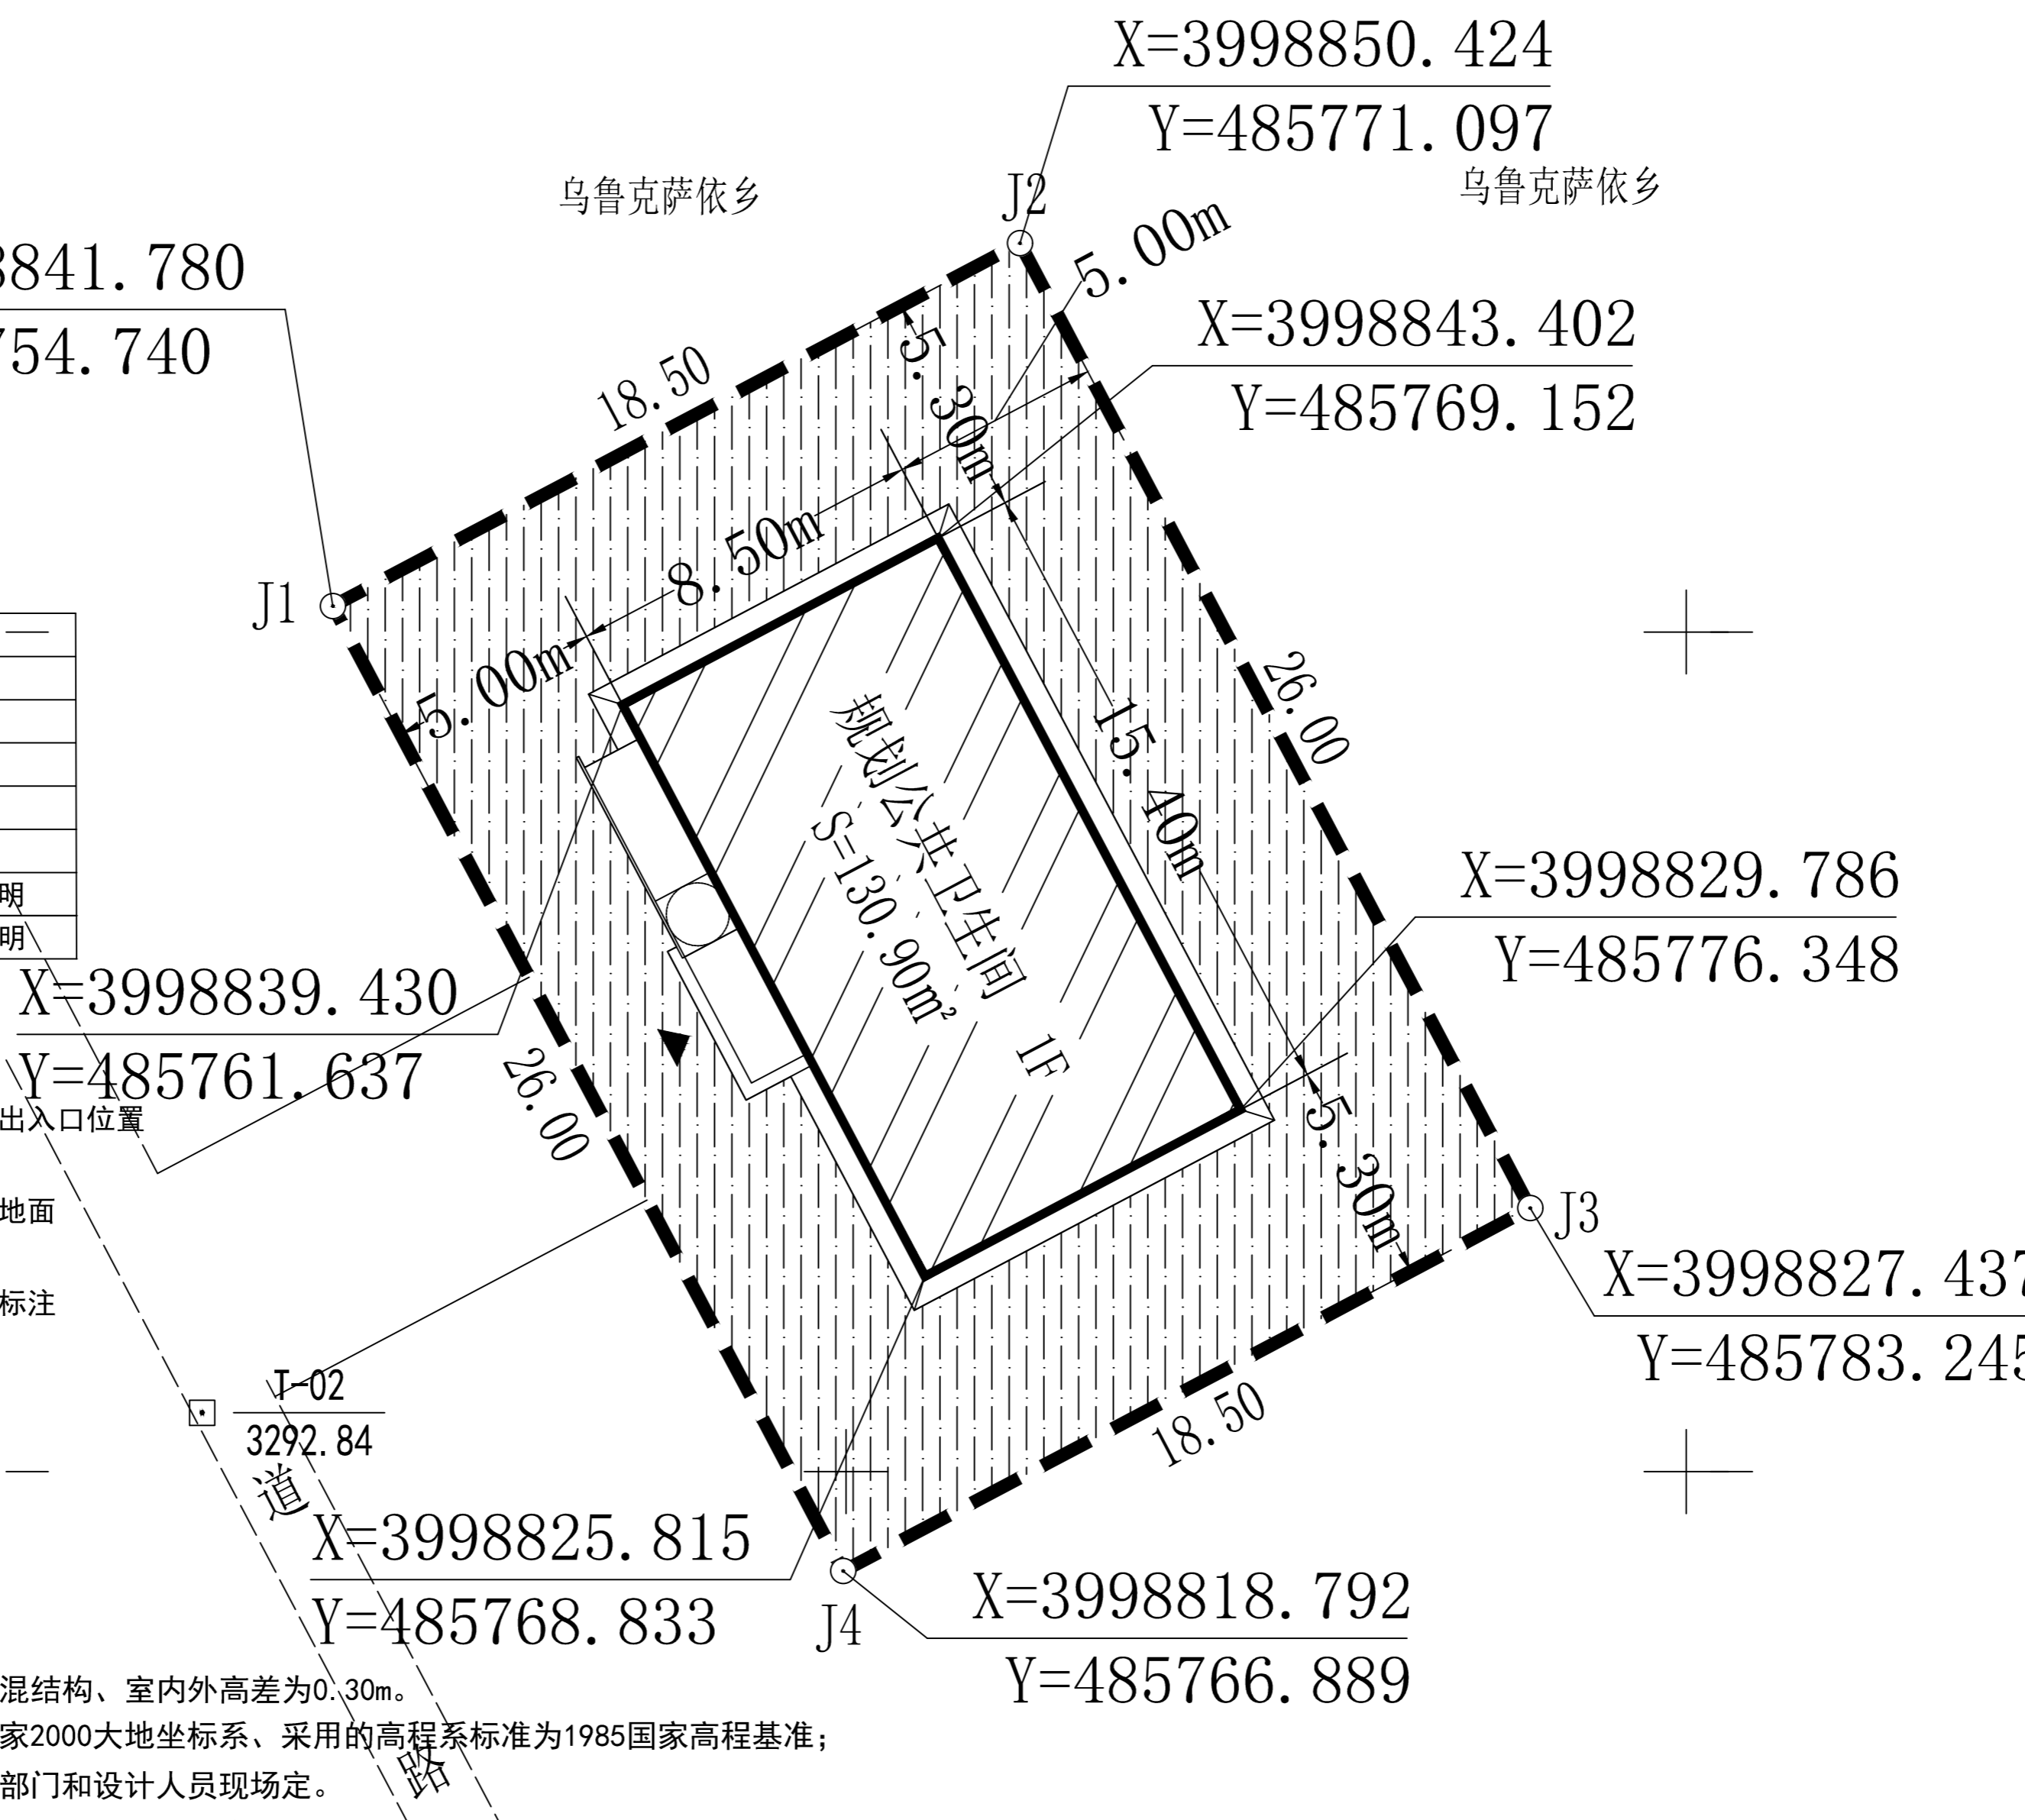 X=3998850.424
Y=485771.097
乌鲁克萨依乡
乌鲁克萨依乡
J2
8841.780
754.740
5.00m
X=3998843.402
Y=485769.152
18.50
5.30m
8.50m
J1
5.00m
26.00
15.40m
规划公共卫生间 1F
S=130.90m²
X=3998829.786
Y=485776.348
明
明
X=3998839.430
Y=485761.637
26.00
出入口位置
5.30m
地面
J3
X=3998827.437
Y=485783.245
标注
T-02
3292.84
18.50
道
X=3998825.815
Y=485768.833
J4
X=3998818.792
Y=485766.889
混结构、室内外高差为0.30m。
家2000大地坐标系、采用的高程系标准为1985国家高程基准;
路
部门和设计人员现场定。